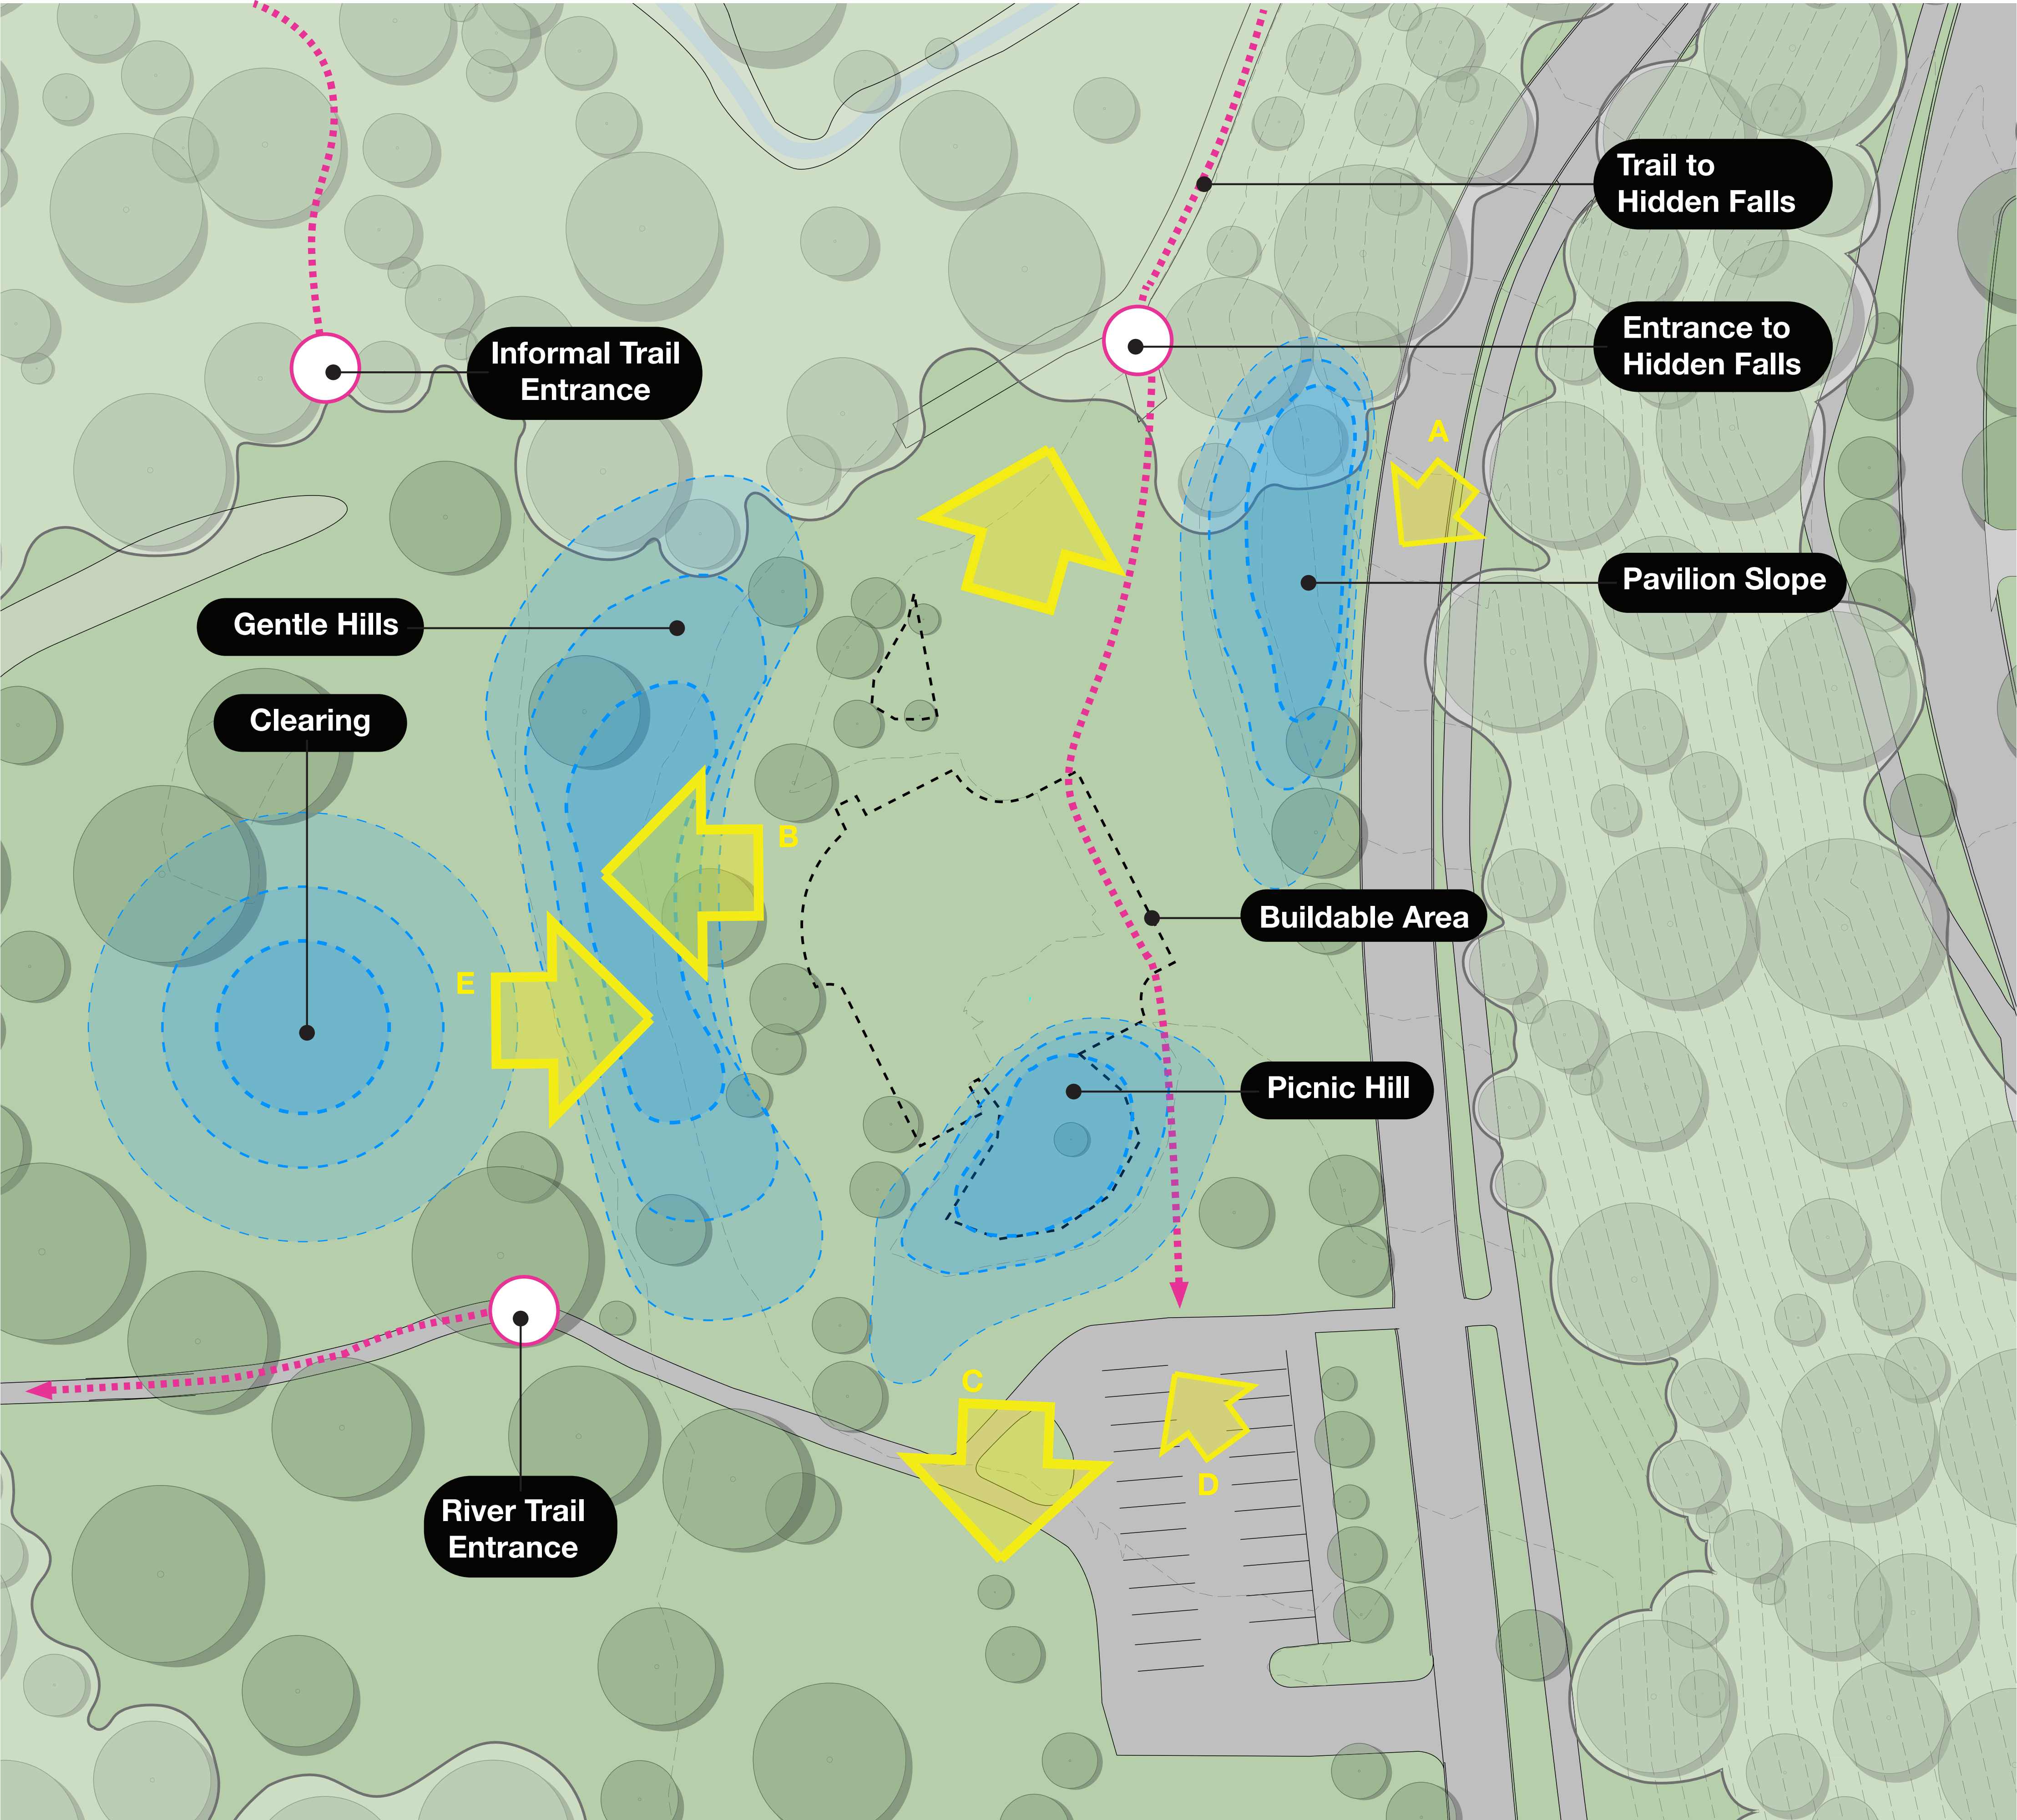 Trail to
Hidden Falls
Entrance to
Hidden Falls
Informal Trail
Entrance
A
Pavilion Slope
Gentle Hills
Clearing
B
Buildable Area
E
Picnic Hill
C
D
River Trail
Entrance